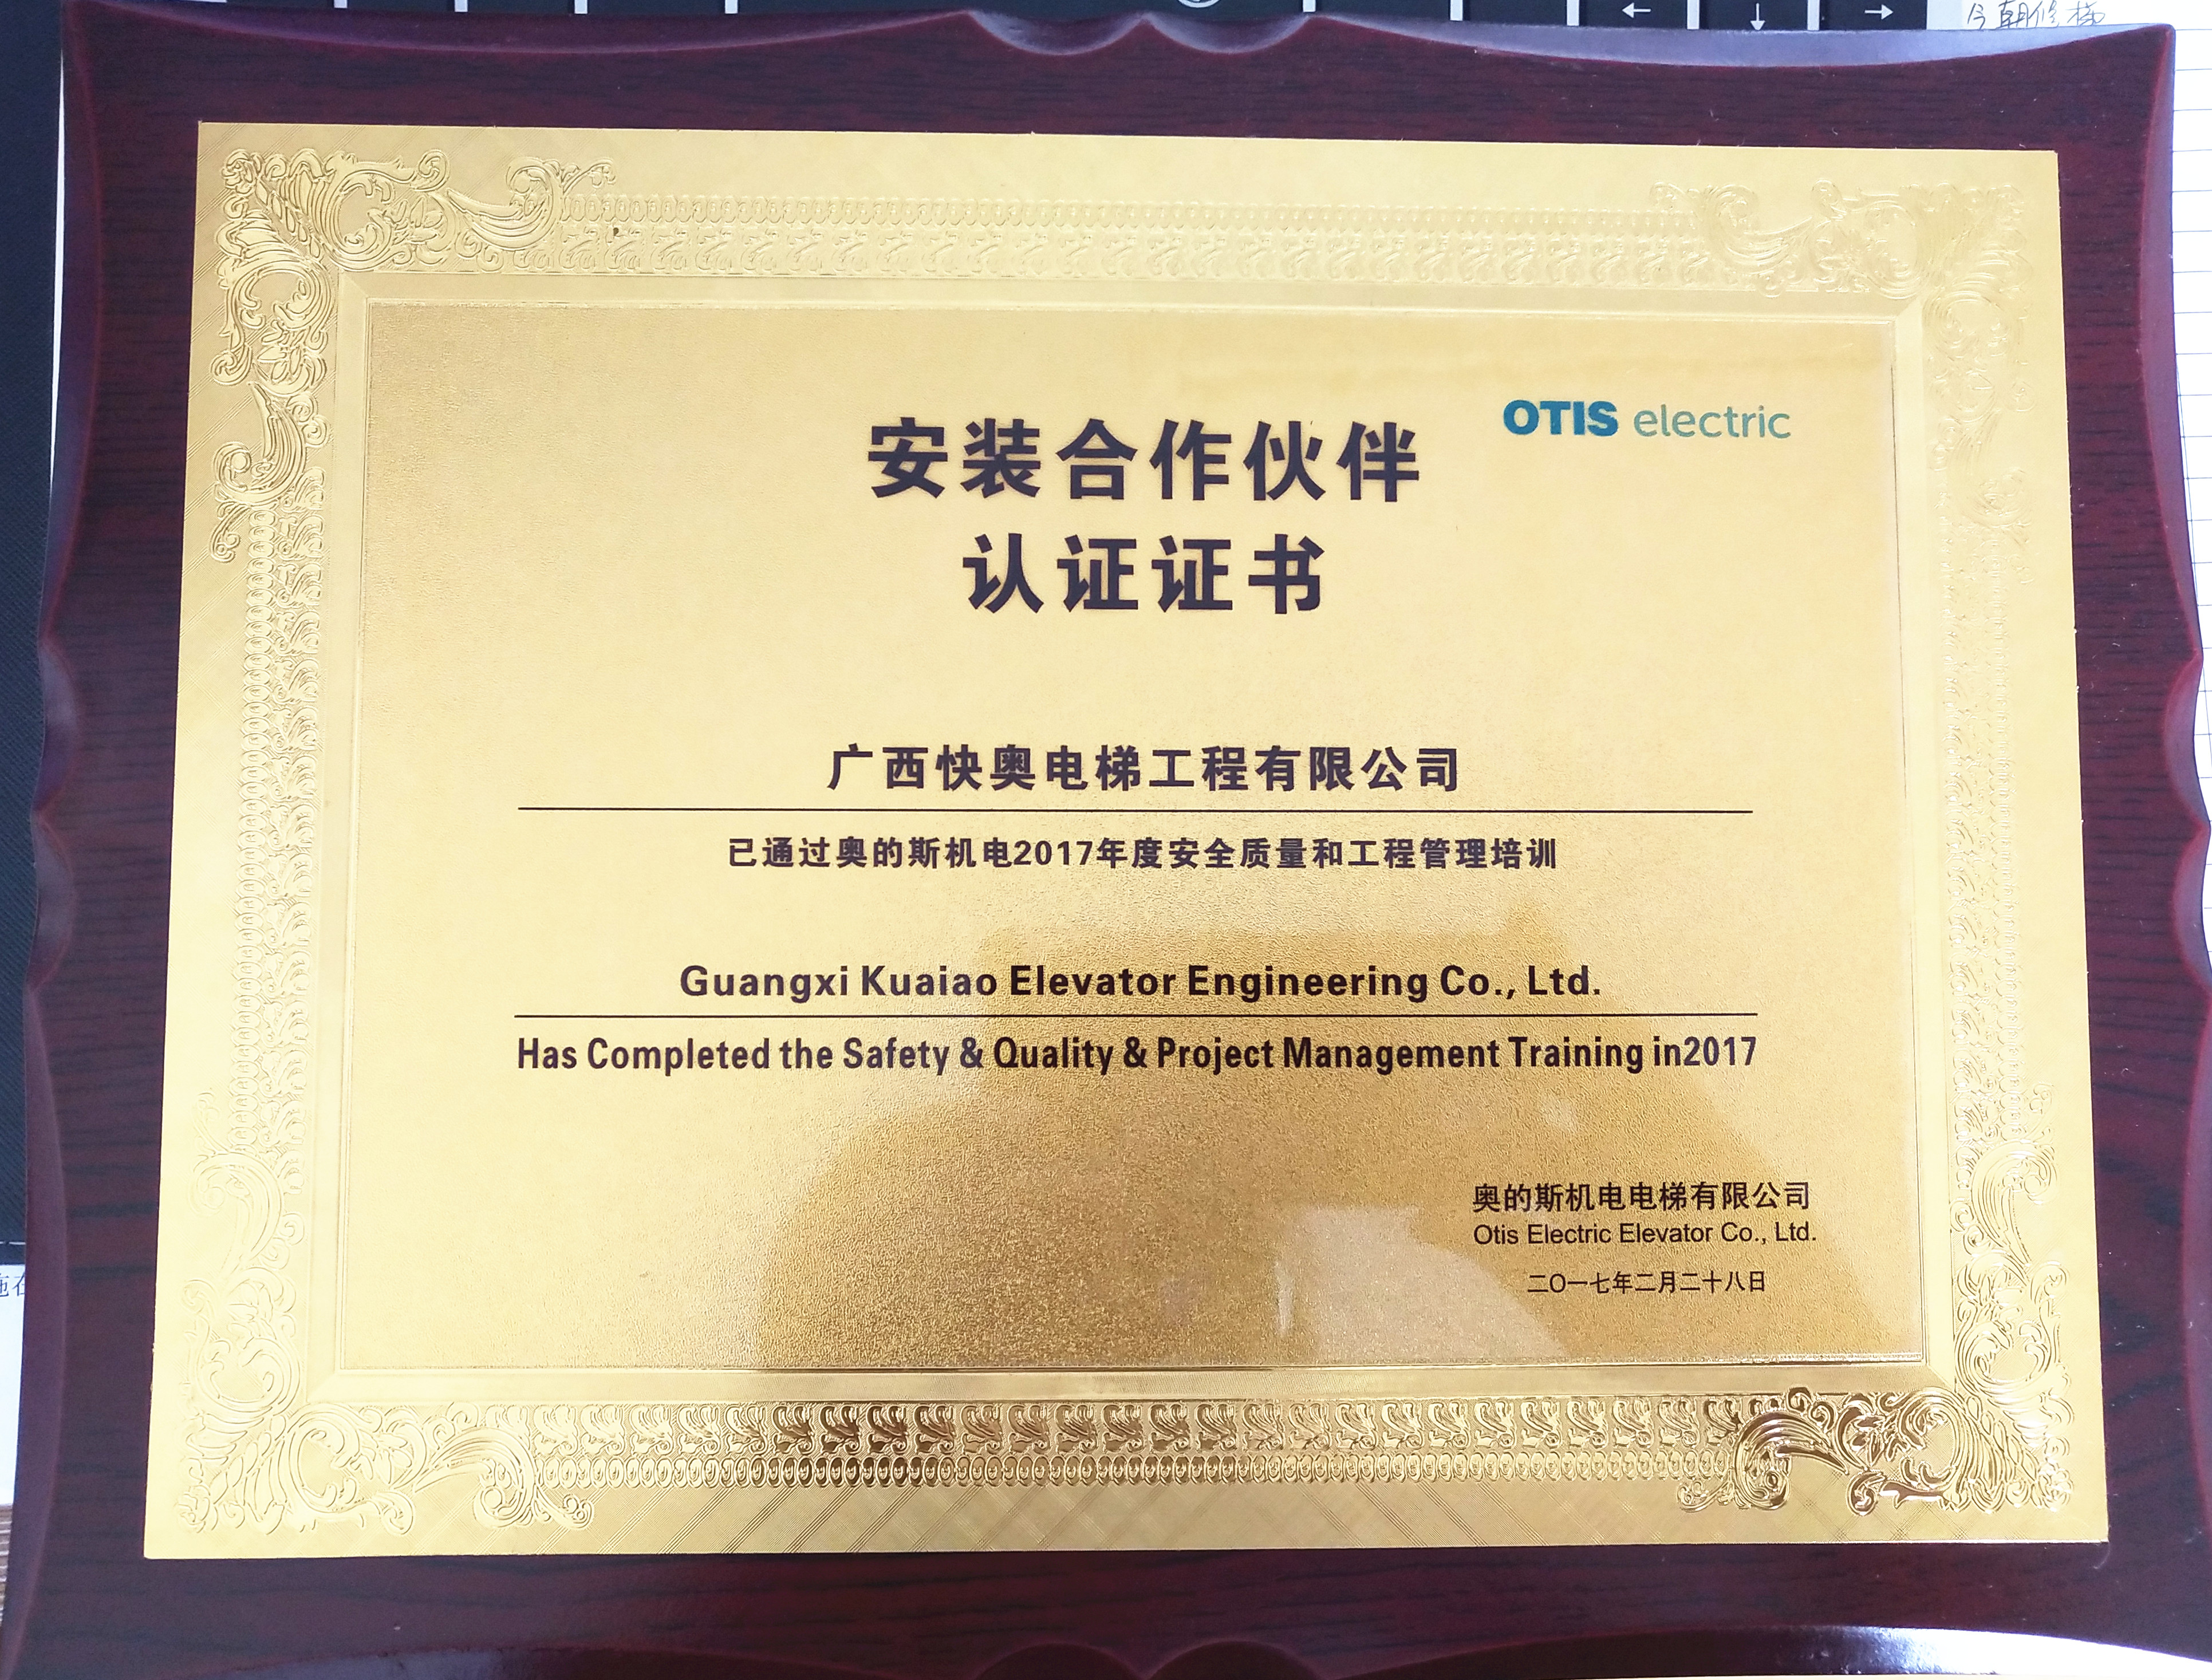 OTIS electric
安装合作伙伴
认证证书
广西快奥电梯工程有限公司
已通过奥的斯机电2017年度安全质量和工程管理培训
Guangxi Kuaiao Elevator Engineering Co., Ltd.
Has Completed the Safety & Quality & Project Management Training in2017
奥的斯机电电梯有限公司
Otis Electric Elevator Co., Ltd.
二〇一七年二月二十八日